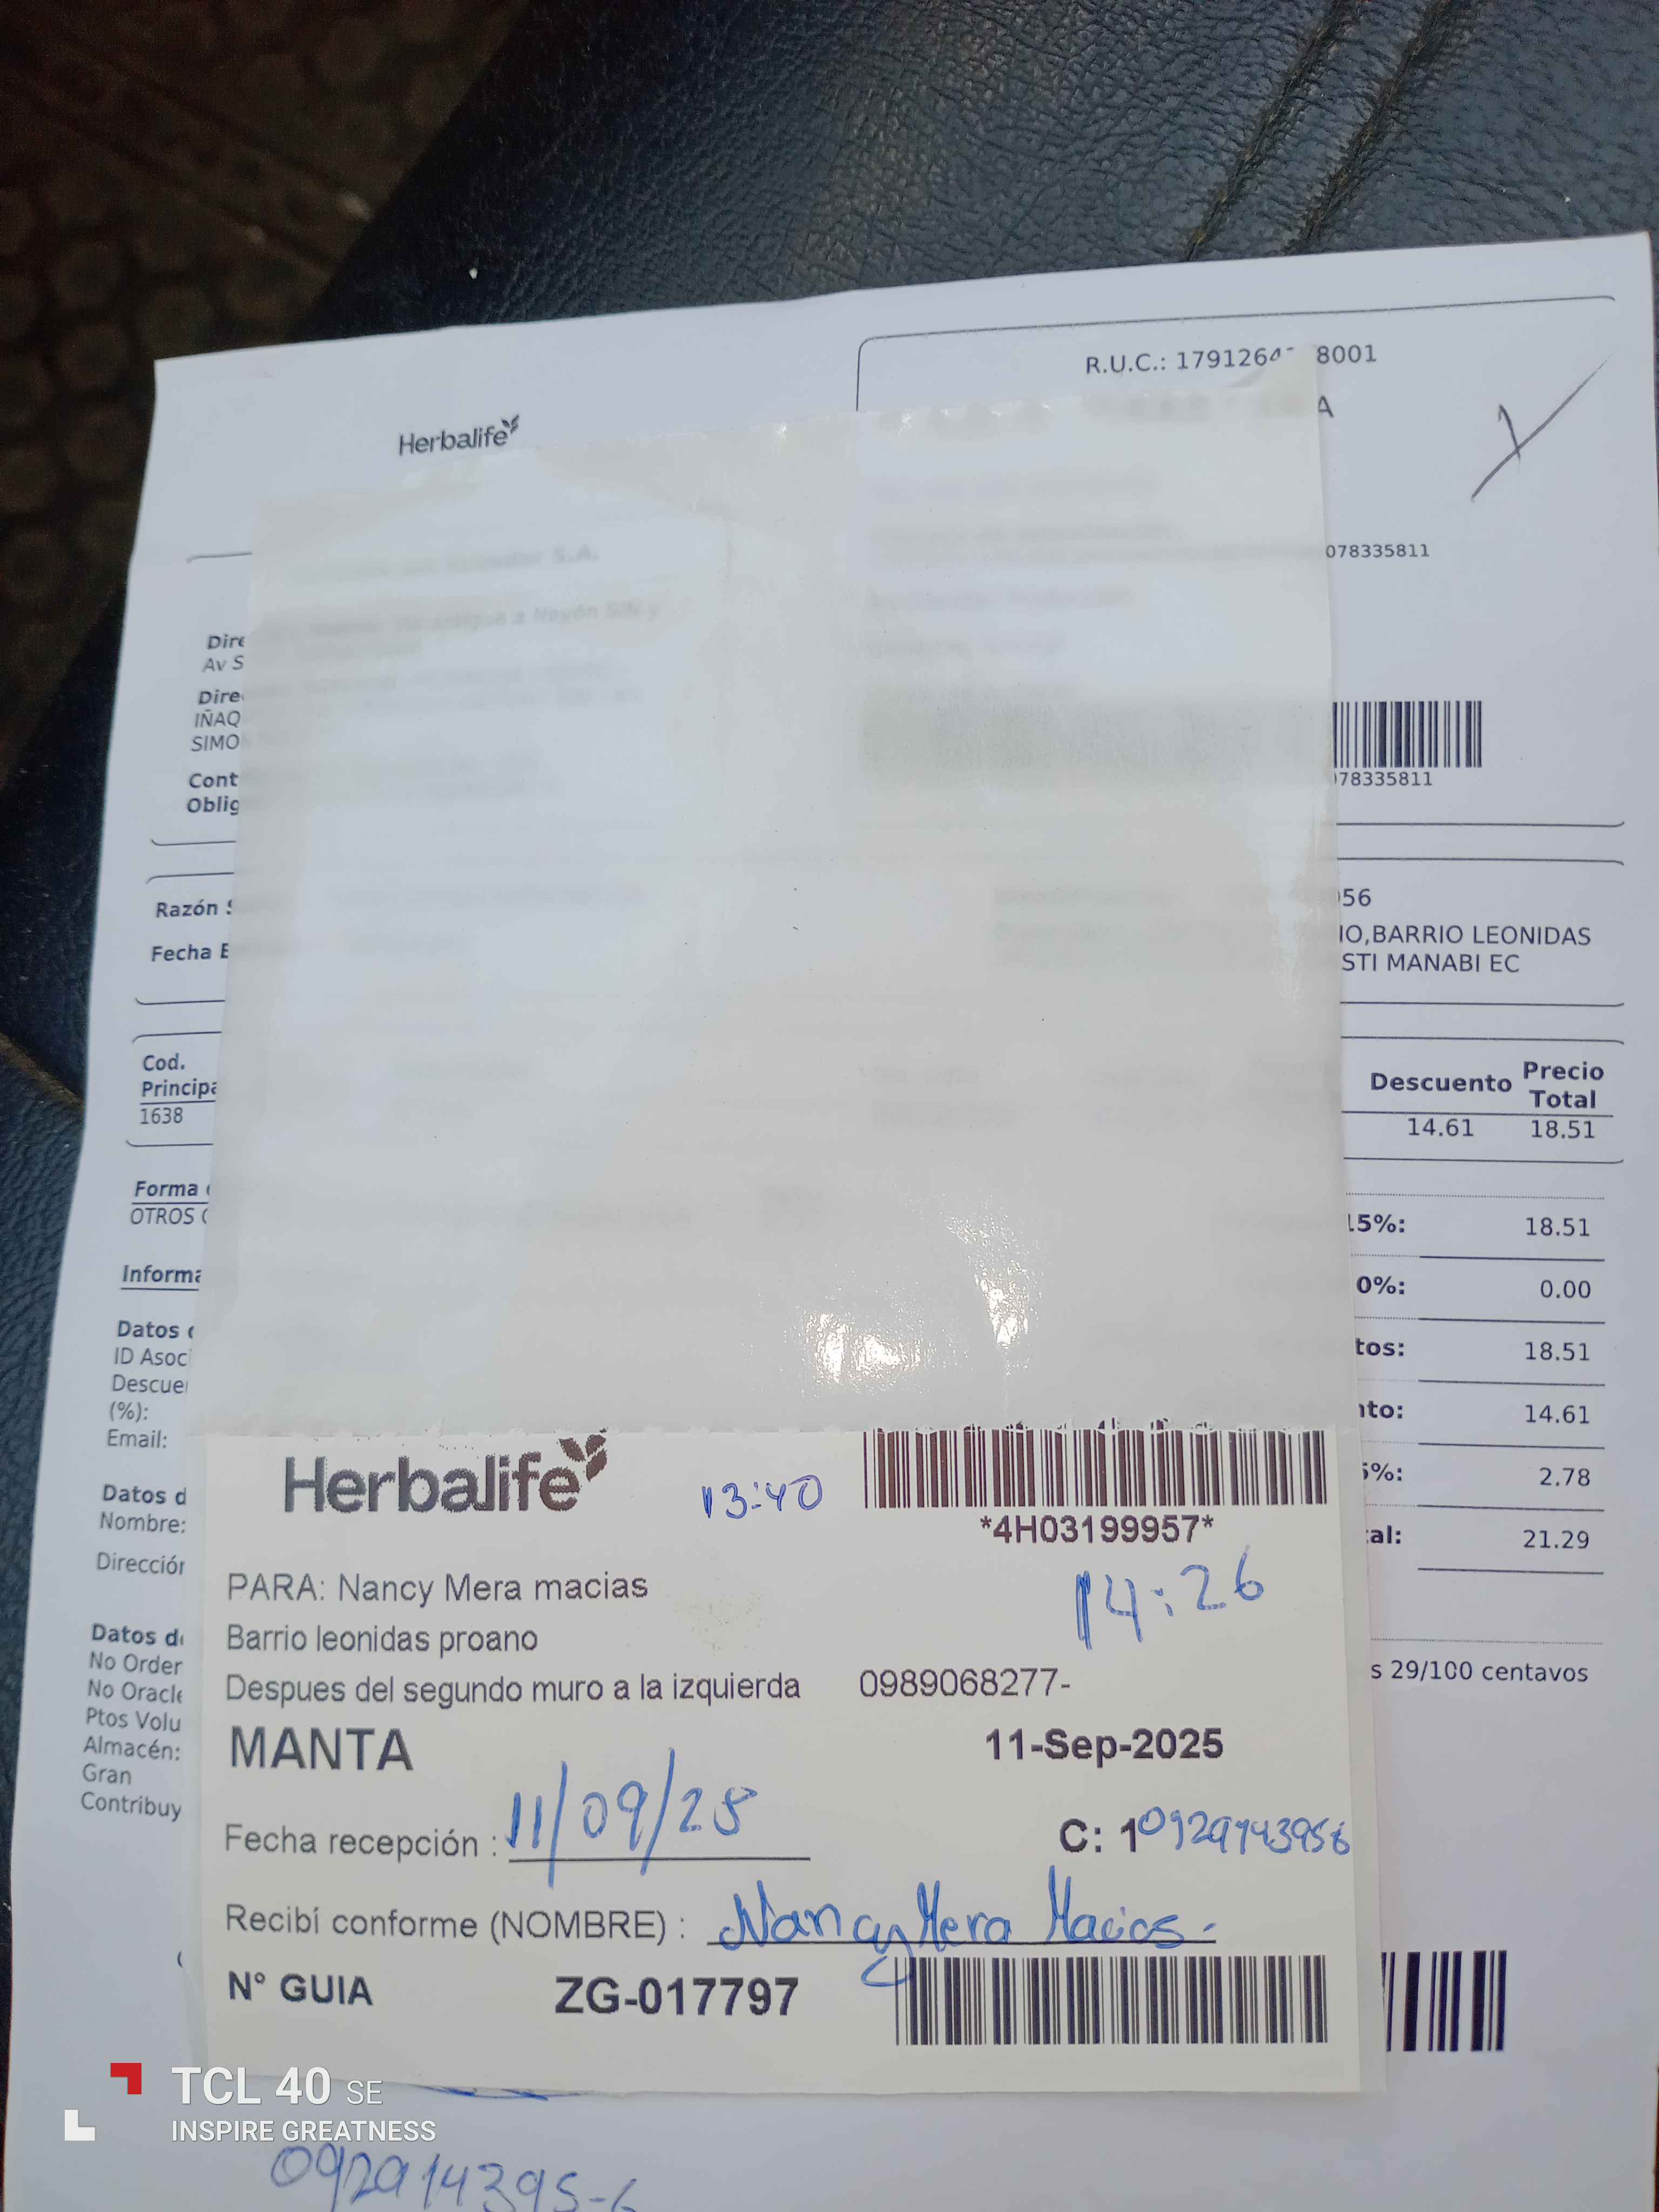 R.U.C.: 1791264 8001
A
Herbalife
078335811
S.A.
Dire
Av S
Dire
IÑAQ
SIMO
Cont
Oblig
078335811
Razón S
56
Fecha E
IO,BARRIO LEONIDAS
STI MANABI EC
Cod.
Principa
Descuento Precio
Total
1638 14.61 18.51
Forma
OTROS
15%: 18.51
0%: 0.00
Informa
tos: 18.51
Datos
ID Asoc
Descue
(%):
Email:
nto: 14.61
5%: 2.78
al: 21.29
Datos d
Nombre:
Dirección
Datos d
No Order
No Oracle
Ptos Volu
Almacén:
Gran
Contribuy
s 29/100 centavos
Herbalife 13:40
*4H03199957*
PARA: Nancy Mera macias
14:26
Barrio leonidas proano
Despues del segundo muro a la izquierda 0989068277-
MANTA 11-Sep-2025
Fecha recepción : 11/09/25
C: 1 0929143956
Recibí conforme (NOMBRE) : Nancy Mera Macias-
N° GUIA ZG-017797
TCL 40 SE
INSPIRE GREATNESS
092914395-6